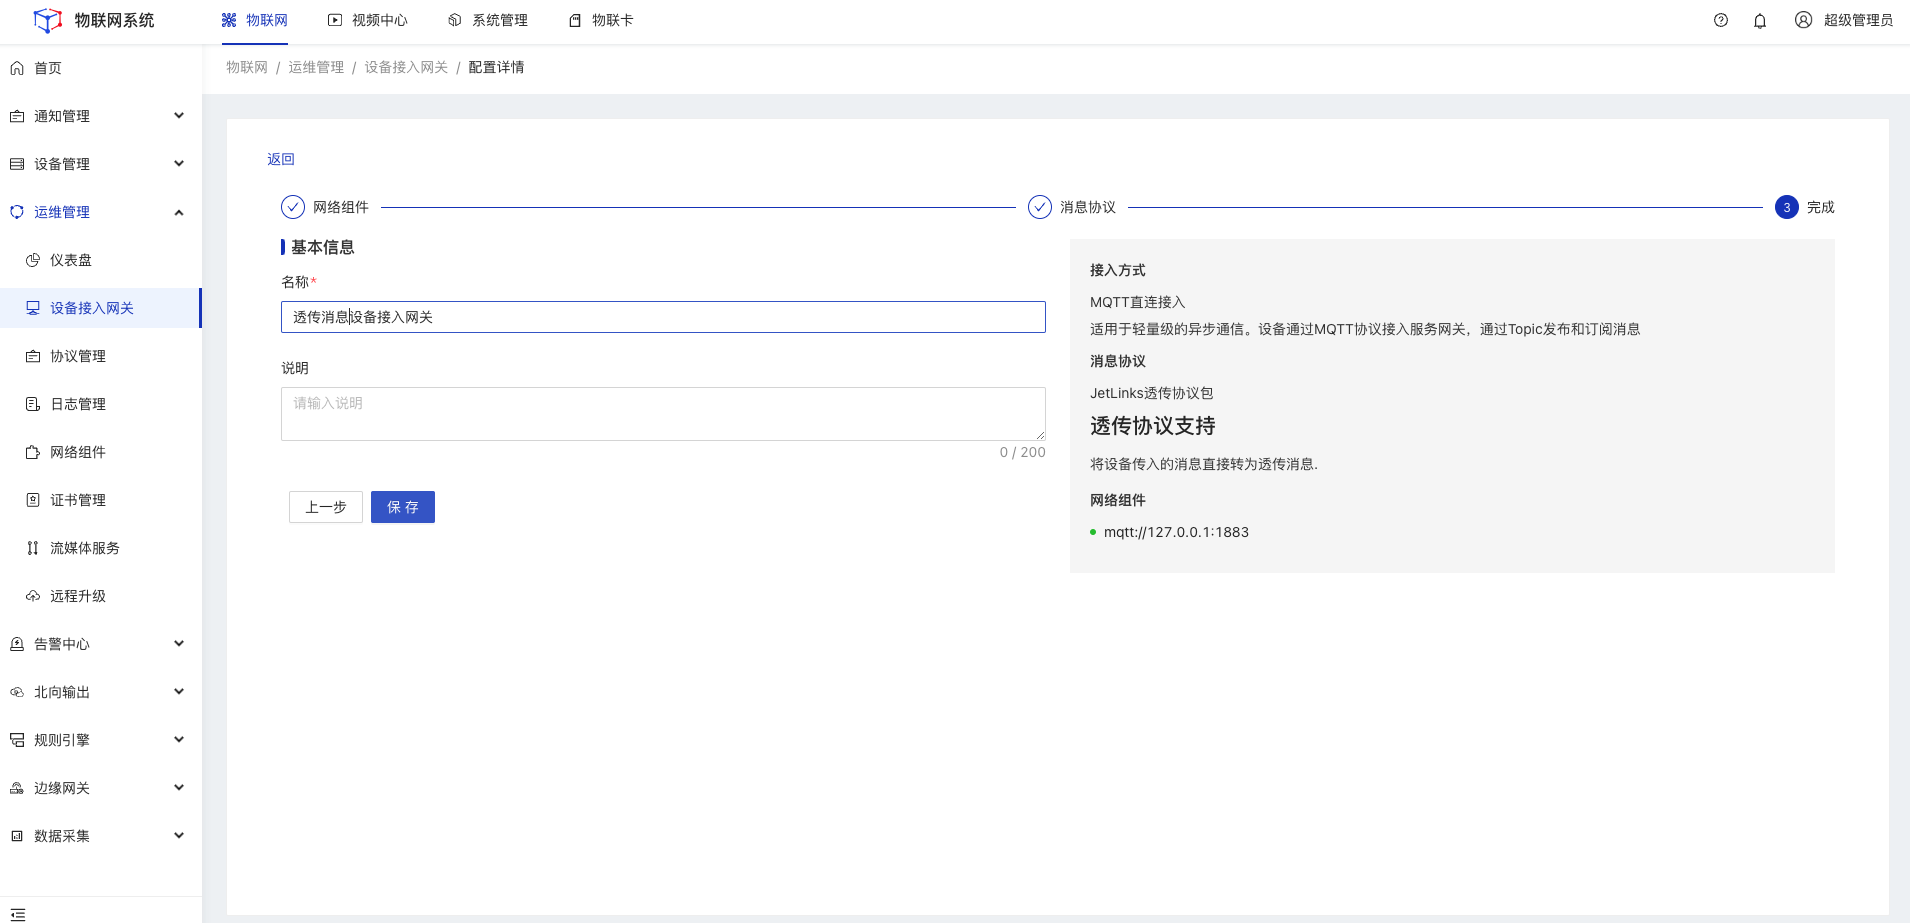 物联网系统
物联网
视频中心
系统管理
物联卡
超级管理员
首页
通知管理
设备管理
运维管理
仪表盘
设备接入网关
协议管理
日志管理
网络组件
证书管理
流媒体服务
远程升级
告警中心
北向输出
规则引擎
边缘网关
数据采集
物联网 / 运维管理 / 设备接入网关 / 配置详情
返回
网络组件
消息协议
3 完成
基本信息
名称*
透传消息设备接入网关
说明
请输入说明
0 / 200
上一步
保 存
接入方式
MQTT直连接入
适用于轻量级的异步通信。设备通过MQTT协议接入服务网关，通过Topic发布和订阅消息
消息协议
JetLinks透传协议包
透传协议支持
将设备传入的消息直接转为透传消息.
网络组件
mqtt://127.0.0.1:1883